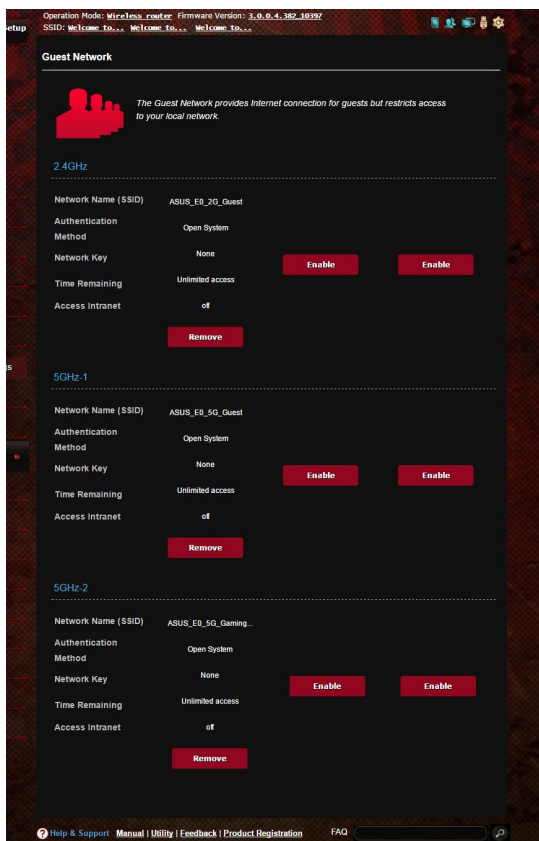 Operation Mode: Wireless router Firmware Version: 3.0.0.4.382_10397
Setup
SSID: Welcome to... Welcome to... Welcome to...
Guest Network
The Guest Network provides Internet connection for guests but restricts access
to your local network.
2.4GHz
Network Name (SSID) ASUS_E0_2G_Guest
Authentication
Method
Open System
Network Key None
Enable Enable
Time Remaining Unlimited access
Access Intranet off
Remove
gs
5GHz-1
Network Name (SSID) ASUS_E0_5G_Guest
Authentication
Method
Open System
Network Key None
Enable Enable
Time Remaining Unlimited access
Access Intranet off
Remove
5GHz-2
Network Name (SSID) ASUS_E0_5G_Gaming...
Authentication
Method
Open System
Network Key None
Enable Enable
Time Remaining Unlimited access
Access Intranet off
Remove
Help & Support Manual | Utility | Feedback | Product Registration FAQ